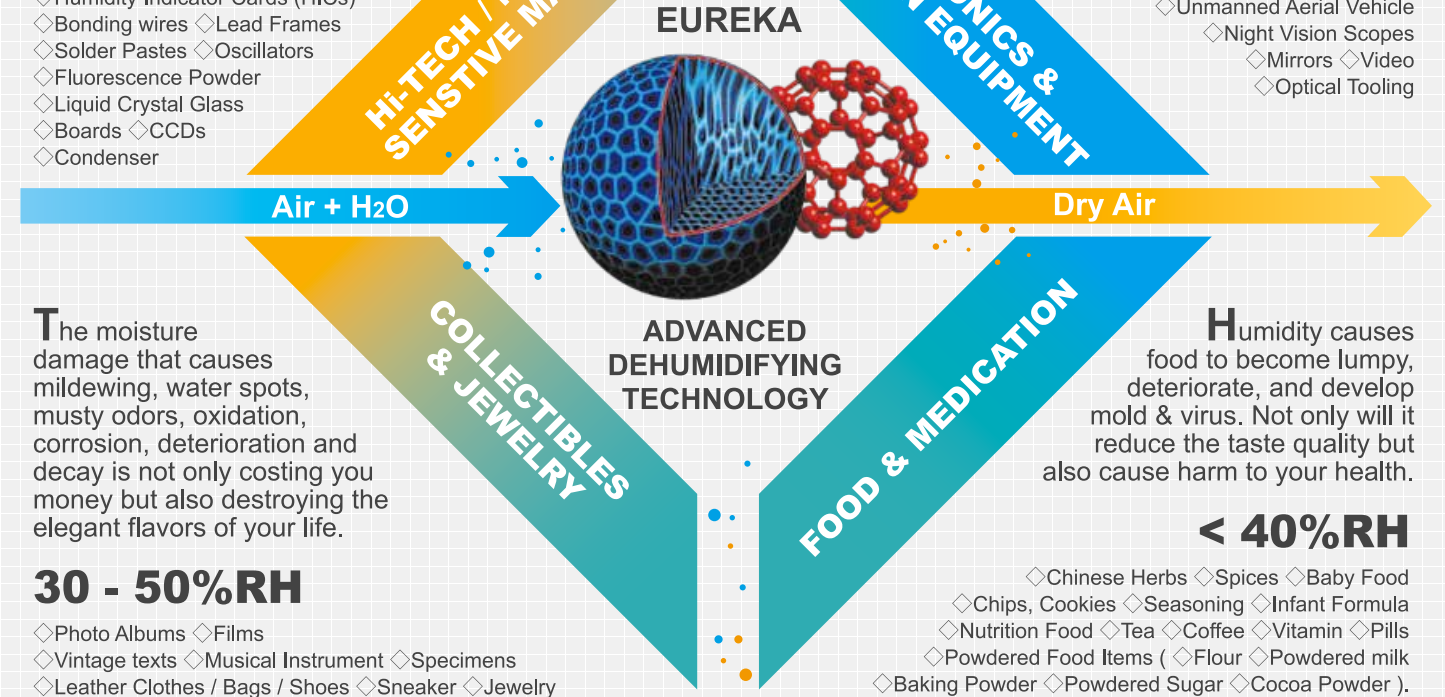 ◇Humidity Indicator Cards (HICs)
◇Bonding wires ◇Lead Frames
◇Solder Pastes ◇Oscillators
◇Fluorescence Powder
◇Liquid Crystal Glass
◇Boards ◇CCDs
◇Condenser
Hi-TECH /
SENSTIVE
EUREKA
& 
EQUIPMENT
◇Unmanned Aerial Vehicle
◇Night Vision Scopes
◇Mirrors ◇Video
◇Optical Tooling
Air + H2O
Dry Air
The moisture
damage that causes
mildewing, water spots,
musty odors, oxidation,
corrosion, deterioration and
decay is not only costing you
money but also destroying the
elegant flavors of your life.
30 - 50%RH
◇Photo Albums ◇Films
◇Vintage texts ◇Musical Instrument ◇Specimens
◇Leather Clothes / Bags / Shoes ◇Sneaker ◇Jewelry
COLLECTIBLES
& JEWELRY
ADVANCED
DEHUMIDIFYING
TECHNOLOGY
FOOD & MEDICATION
Humidity causes
food to become lumpy,
deteriorate, and develop
mold & virus. Not only will it
reduce the taste quality but
also cause harm to your health.
< 40%RH
◇Chinese Herbs ◇Spices ◇Baby Food
◇Chips, Cookies ◇Seasoning ◇Infant Formula
◇Nutrition Food ◇Tea ◇Coffee ◇Vitamin ◇Pills
◇Powdered Food Items ( ◇Flour ◇Powdered milk
◇Baking Powder ◇Powdered Sugar ◇Cocoa Powder ).